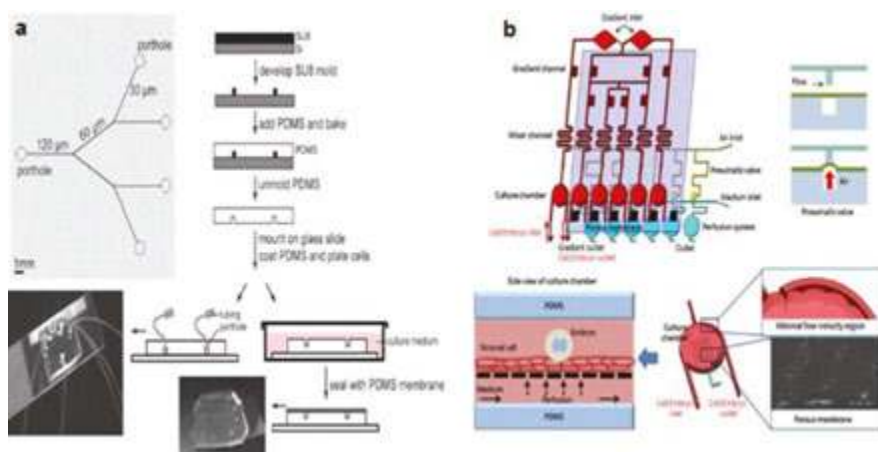 a
porthole
30 µm
60 µm
120 µm
porthole
1mm
SU8
Si
develop SU8 mold
add PDMS and bake
PDMS
unmold PDMS
mount on glass slide
coat PDMS and plate cells
tubing
porthole
culture medium
seal with PDMS membrane
b
Gradient inlet
Gradient channel
Mixer channel
Culture chamber
Air inlet
Pneumatic valve
Medium inlet
Perfusion system
Outlet
Gradient outlet
Flow
Air
Pneumatic valve
Side view of culture chamber
PDMS
Embryo
Stromal cell
Medium
Perfusion
PDMS
Culture
chamber
Minimal flow velocity region
Porous membrane